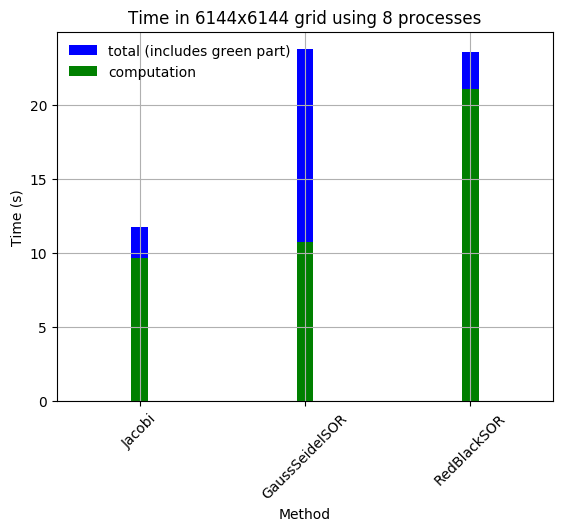 Time in 6144x6144 grid using 8 processes
total (includes green part)
computation
Time (s)
20
15
10
5
0
Jacobi
GaussSeidelSOR
RedBlackSOR
Method